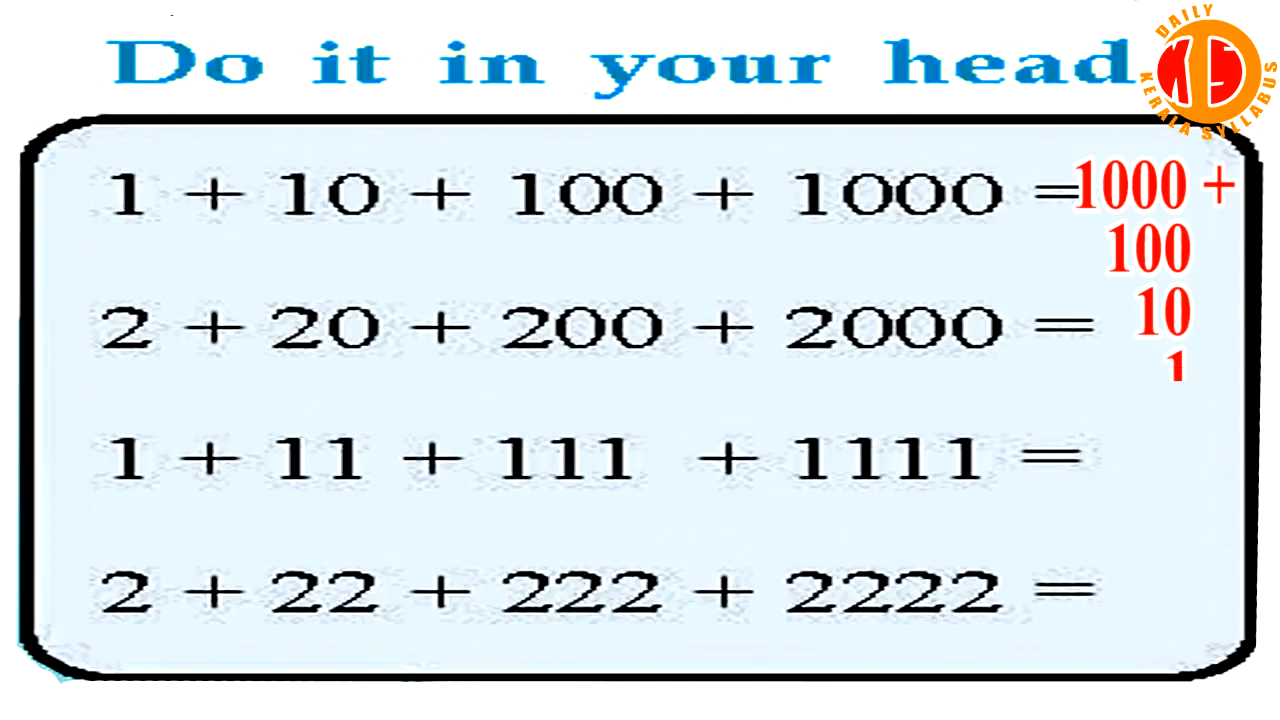 Do it in your head
DAILY
KERALA SYLLABUS
1 + 10 + 100 + 1000 =
1000 +
100
10
1
2 + 20 + 200 + 2000 =
1 + 11 + 111 + 1111 =
2 + 22 + 222 + 2222 =